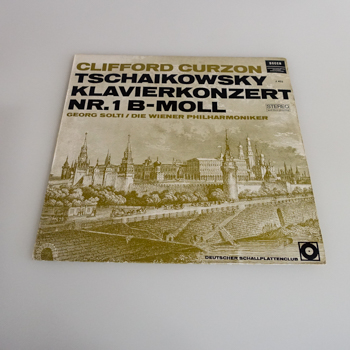 CLIFFORD CURZON
DECCA
TSCHAIKOWSKY
KLAVIERKONZERT
NR.1 B-MOLL
STEREO
GEORG SOLTI / DIE WIENER PHILHARMONIKER
DEUTSCHER SCHALLPLATTENCLUB